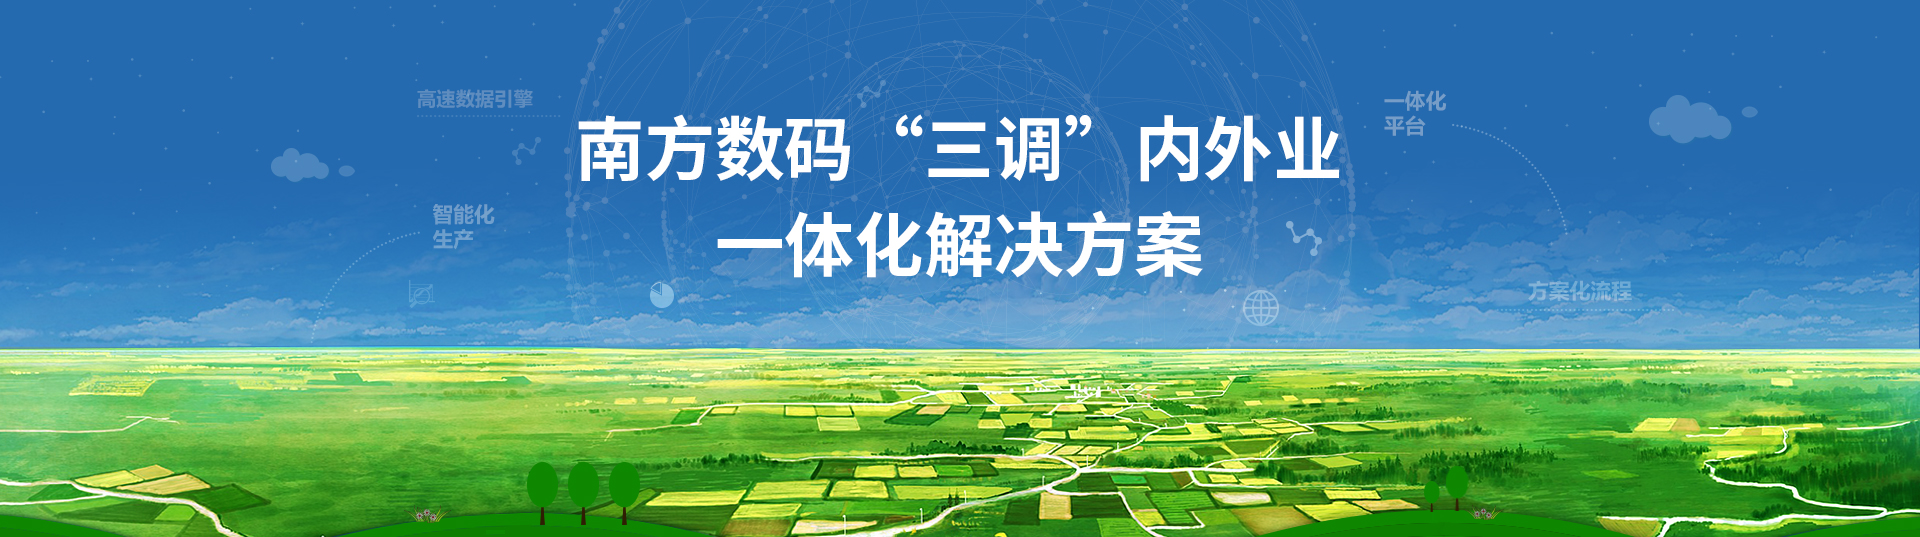 高速数据引擎
一体化
平台
南方数码“三调”内外业
一体化解决方案
智能化
生产
方案化流程